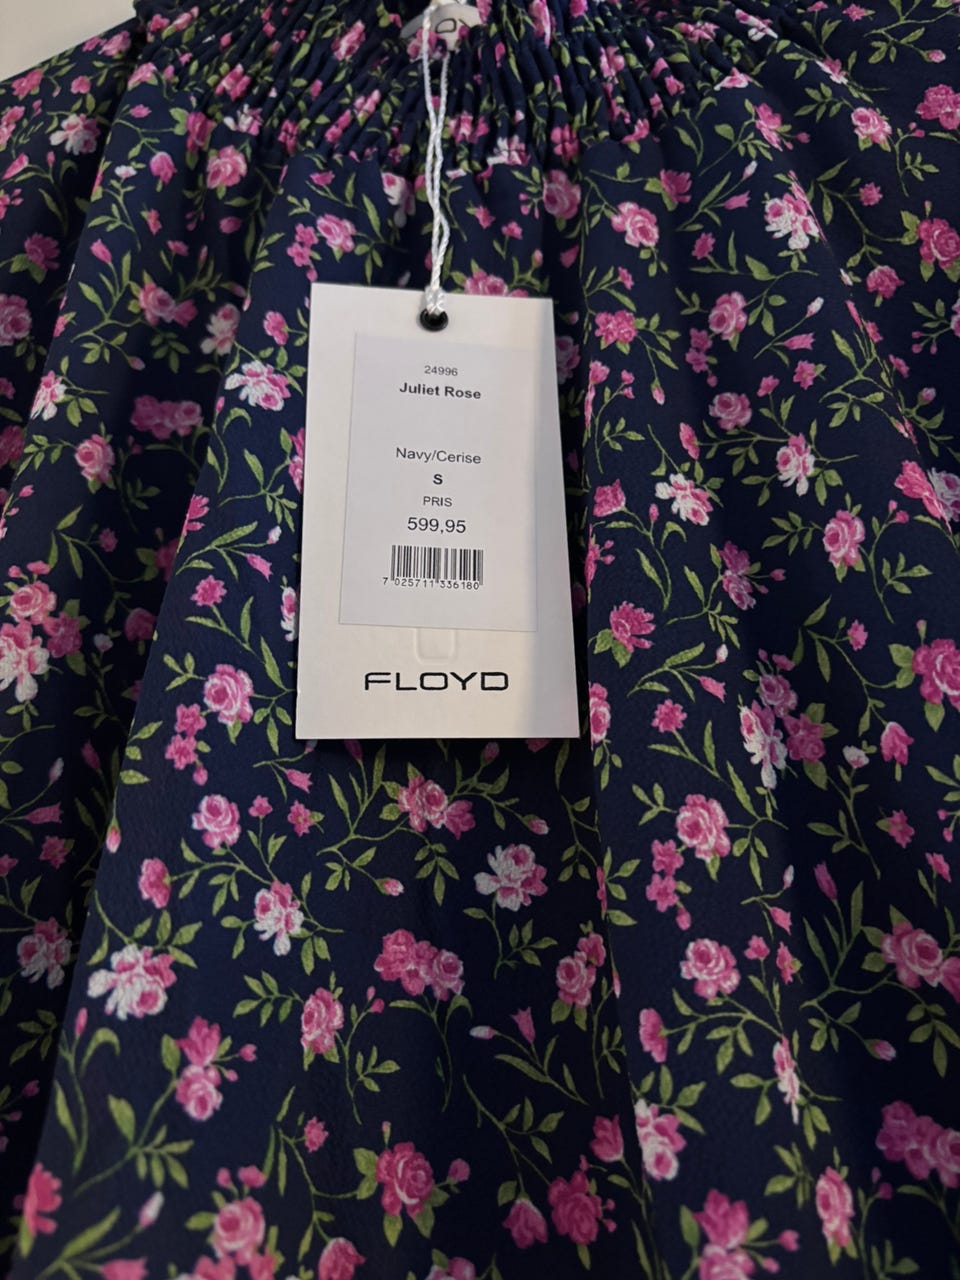 24996
Juliet Rose
Navy/Cerise
S
PRIS
599,95
7 025711 336180
FLOYD